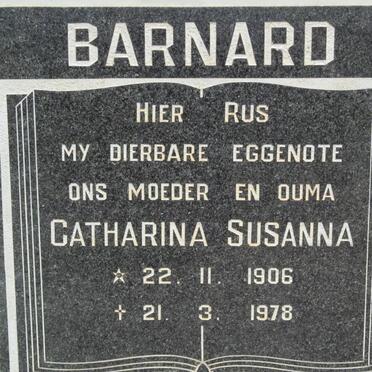 BARNARD
HIER RUS
MY DIERBARE EGGENOTE
ONS MOEDER EN OUMA
CATHARINA SUSANNA
☆ 22. 11. 1906
✝ 21. 3. 1978